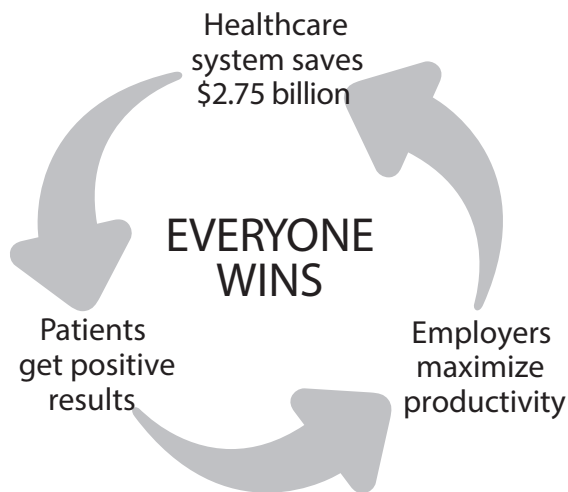 Healthcare
system saves
$2.75 billion
EVERYONE
WINS
Patients
get positive
results
Employers
maximize
productivity